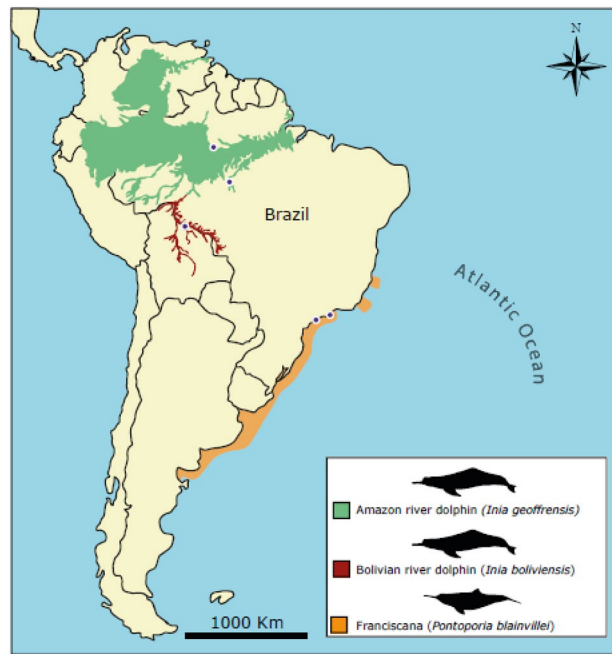 N
Brazil
Atlantic Ocean
Amazon river dolphin (Inia geoffrensis)
Bolivian river dolphin (Inia boliviensis)
Franciscana (Pontoporia blainvillei)
1000 Km